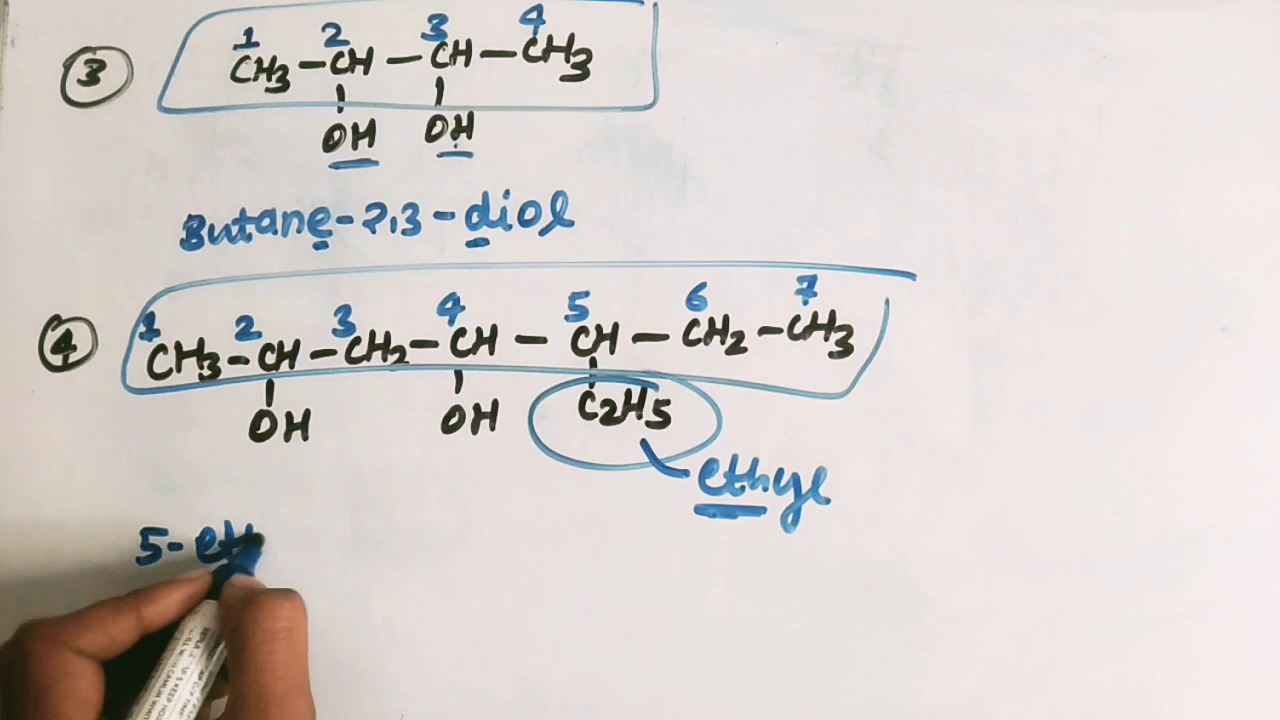 1 2 3 4
③ CH3 – CH – CH – CH3
OH OH
Butane-2,3-diol
1 2 3 4 5 6 7
④ CH3 – CH – CH2 – CH – CH – CH2 – CH3
OH OH C2H5
ethyl
5-eth